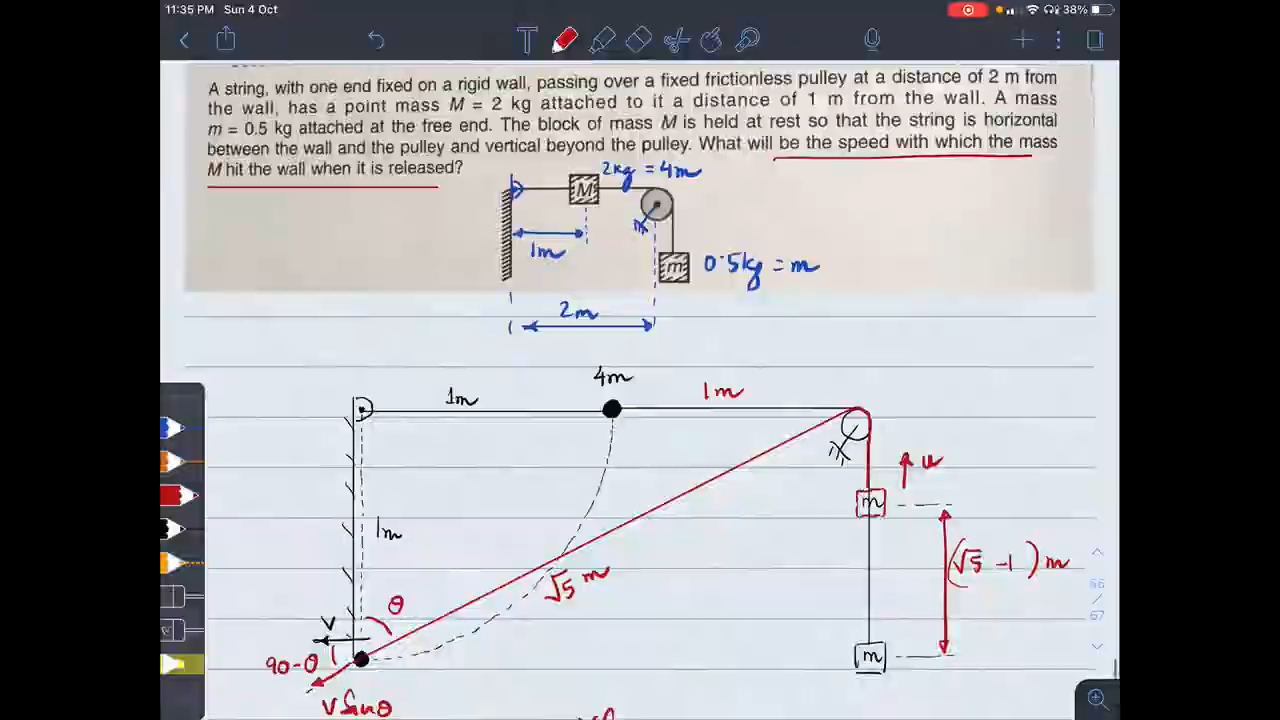 11:35 PM Sun 4 Oct
38%
A string, with one end fixed on a rigid wall, passing over a fixed frictionless pulley at a distance of 2 m from
the wall, has a point mass M = 2 kg attached to it a distance of 1 m from the wall. A mass
m = 0.5 kg attached at the free end. The block of mass M is held at rest so that the string is horizontal
between the wall and the pulley and vertical beyond the pulley. What will be the speed with which the mass
M hit the wall when it is released?
2kg = 4m
M
1m
m
0.5kg = m
2m
4m
1m
1m
u
m
1m
(√5 -1) m
√5 m
θ
V
m
90-θ
V Sinθ
66
/
67